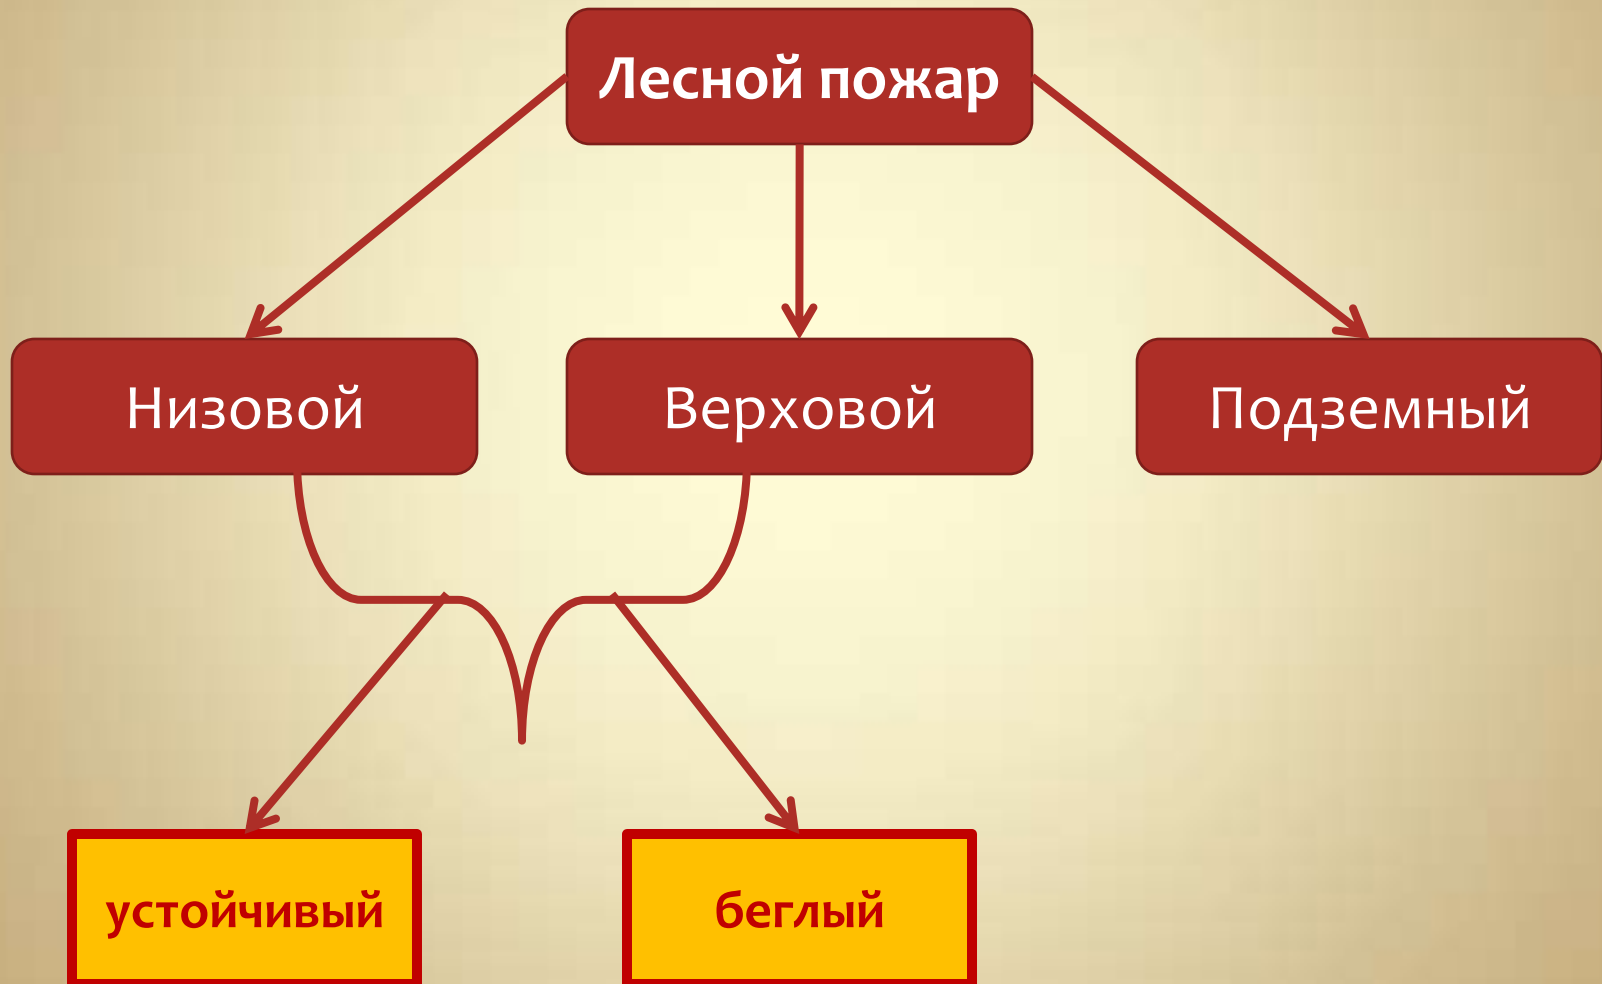 Лесной пожар
Низовой
Верховой
Подземный
устойчивый
беглый